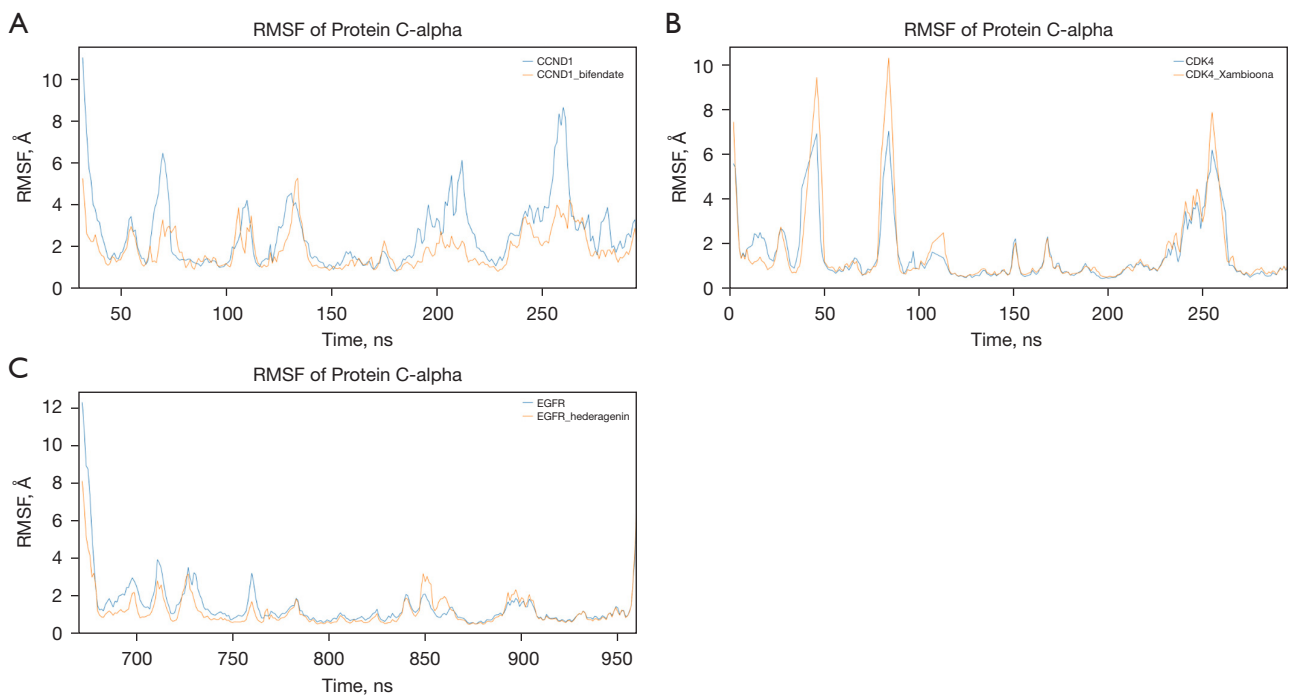 A
RMSF of Protein C-alpha
CCND1
CCND1_bifendate
RMSF, Å
10
8
6
4
2
0
50
100
150
200
250
Time, ns
B
RMSF of Protein C-alpha
CDK4
CDK4_Xambioona
RMSF, Å
10
8
6
4
2
0
0
50
100
150
200
250
Time, ns
C
RMSF of Protein C-alpha
EGFR
EGFR_hederagenin
RMSF, Å
12
10
8
6
4
2
0
700
750
800
850
900
950
Time, ns